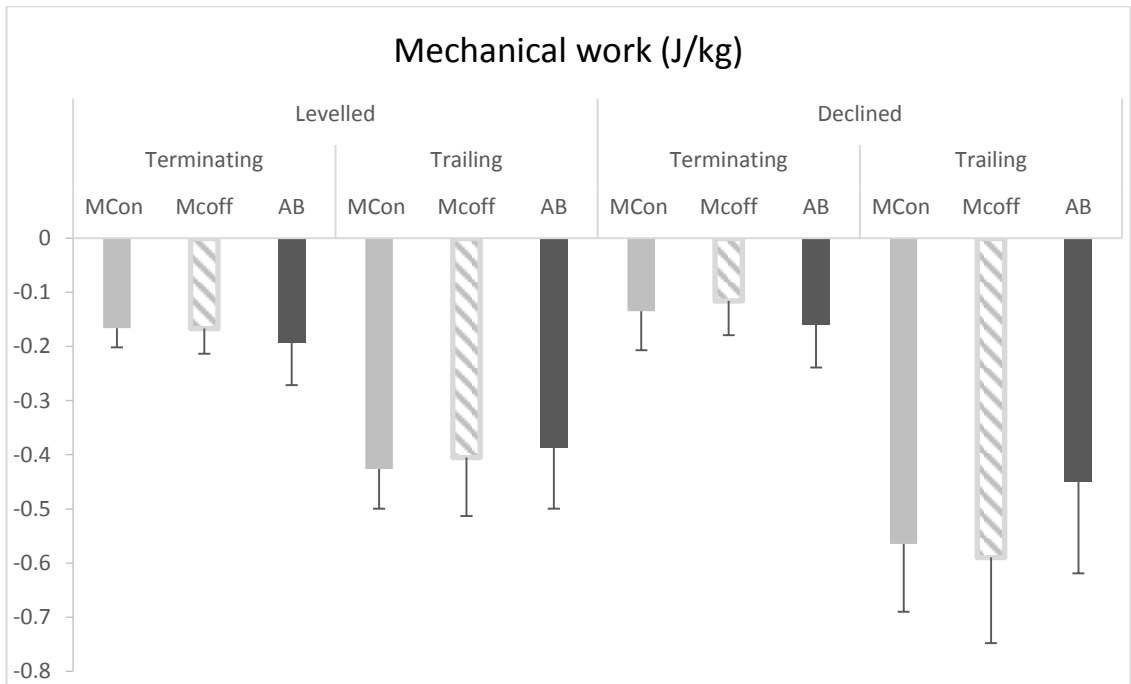 Mechanical work (J/kg)
Levelled Declined
Terminating Trailing Terminating Trailing
MCon Mcoff AB MCon Mcoff AB MCon Mcoff AB MCon Mcoff AB
0
-0.1
-0.2
-0.3
-0.4
-0.5
-0.6
-0.7
-0.8